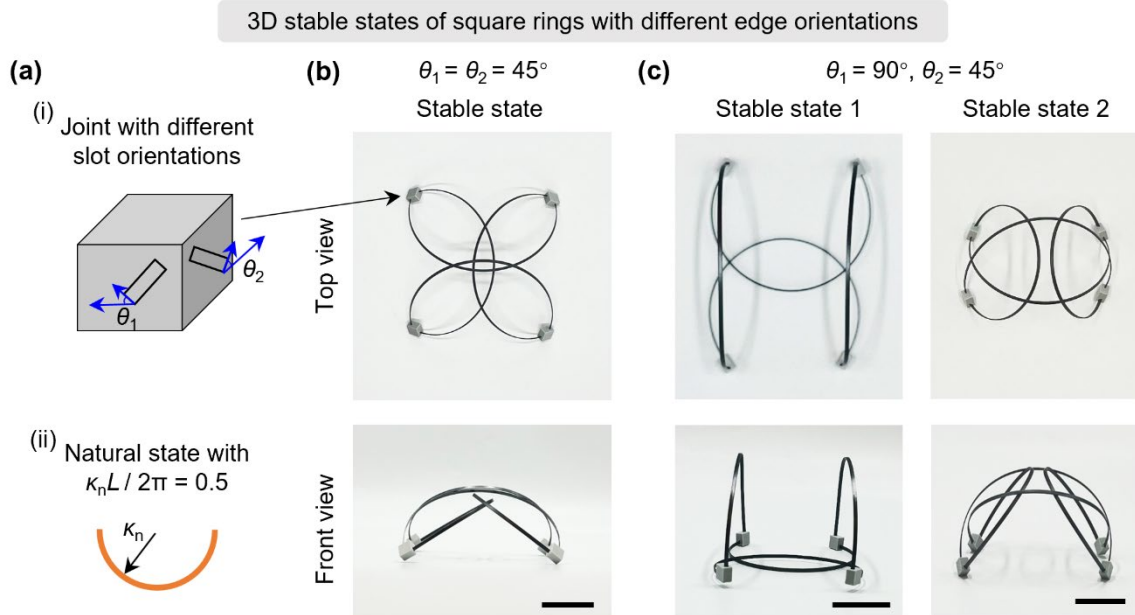 3D stable states of square rings with different edge orientations
(a)
(i)
Joint with different
slot orientations
θ1
θ2
(ii)
Natural state with
κnL / 2π = 0.5
κn
(b)
θ1 = θ2 = 45°
Stable state
Top view
Front view
(c)
θ1 = 90°, θ2 = 45°
Stable state 1
Stable state 2